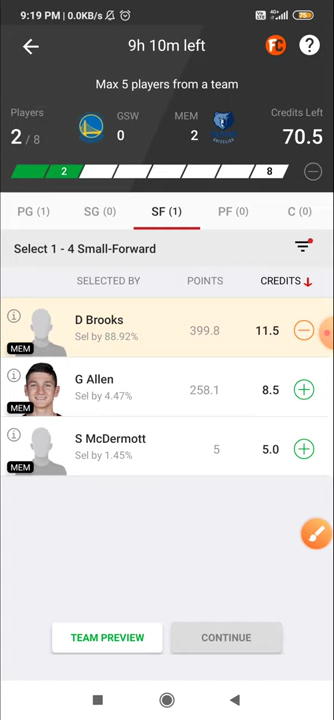 9:19 PM | 0.0KB/s
4G+
75
9h 10m left
FC
?
Max 5 players from a team
Players
2 / 8
GSW
0
MEM
2
Credits Left
70.5
2
8
PG (1)
SG (0)
SF (1)
PF (0)
C (0)
Select 1 - 4 Small-Forward
SELECTED BY
POINTS
CREDITS
D Brooks
Sel by 88.92%
399.8
11.5
MEM
G Allen
Sel by 4.47%
258.1
8.5
MEM
S McDermott
Sel by 1.45%
5
5.0
MEM
TEAM PREVIEW
CONTINUE